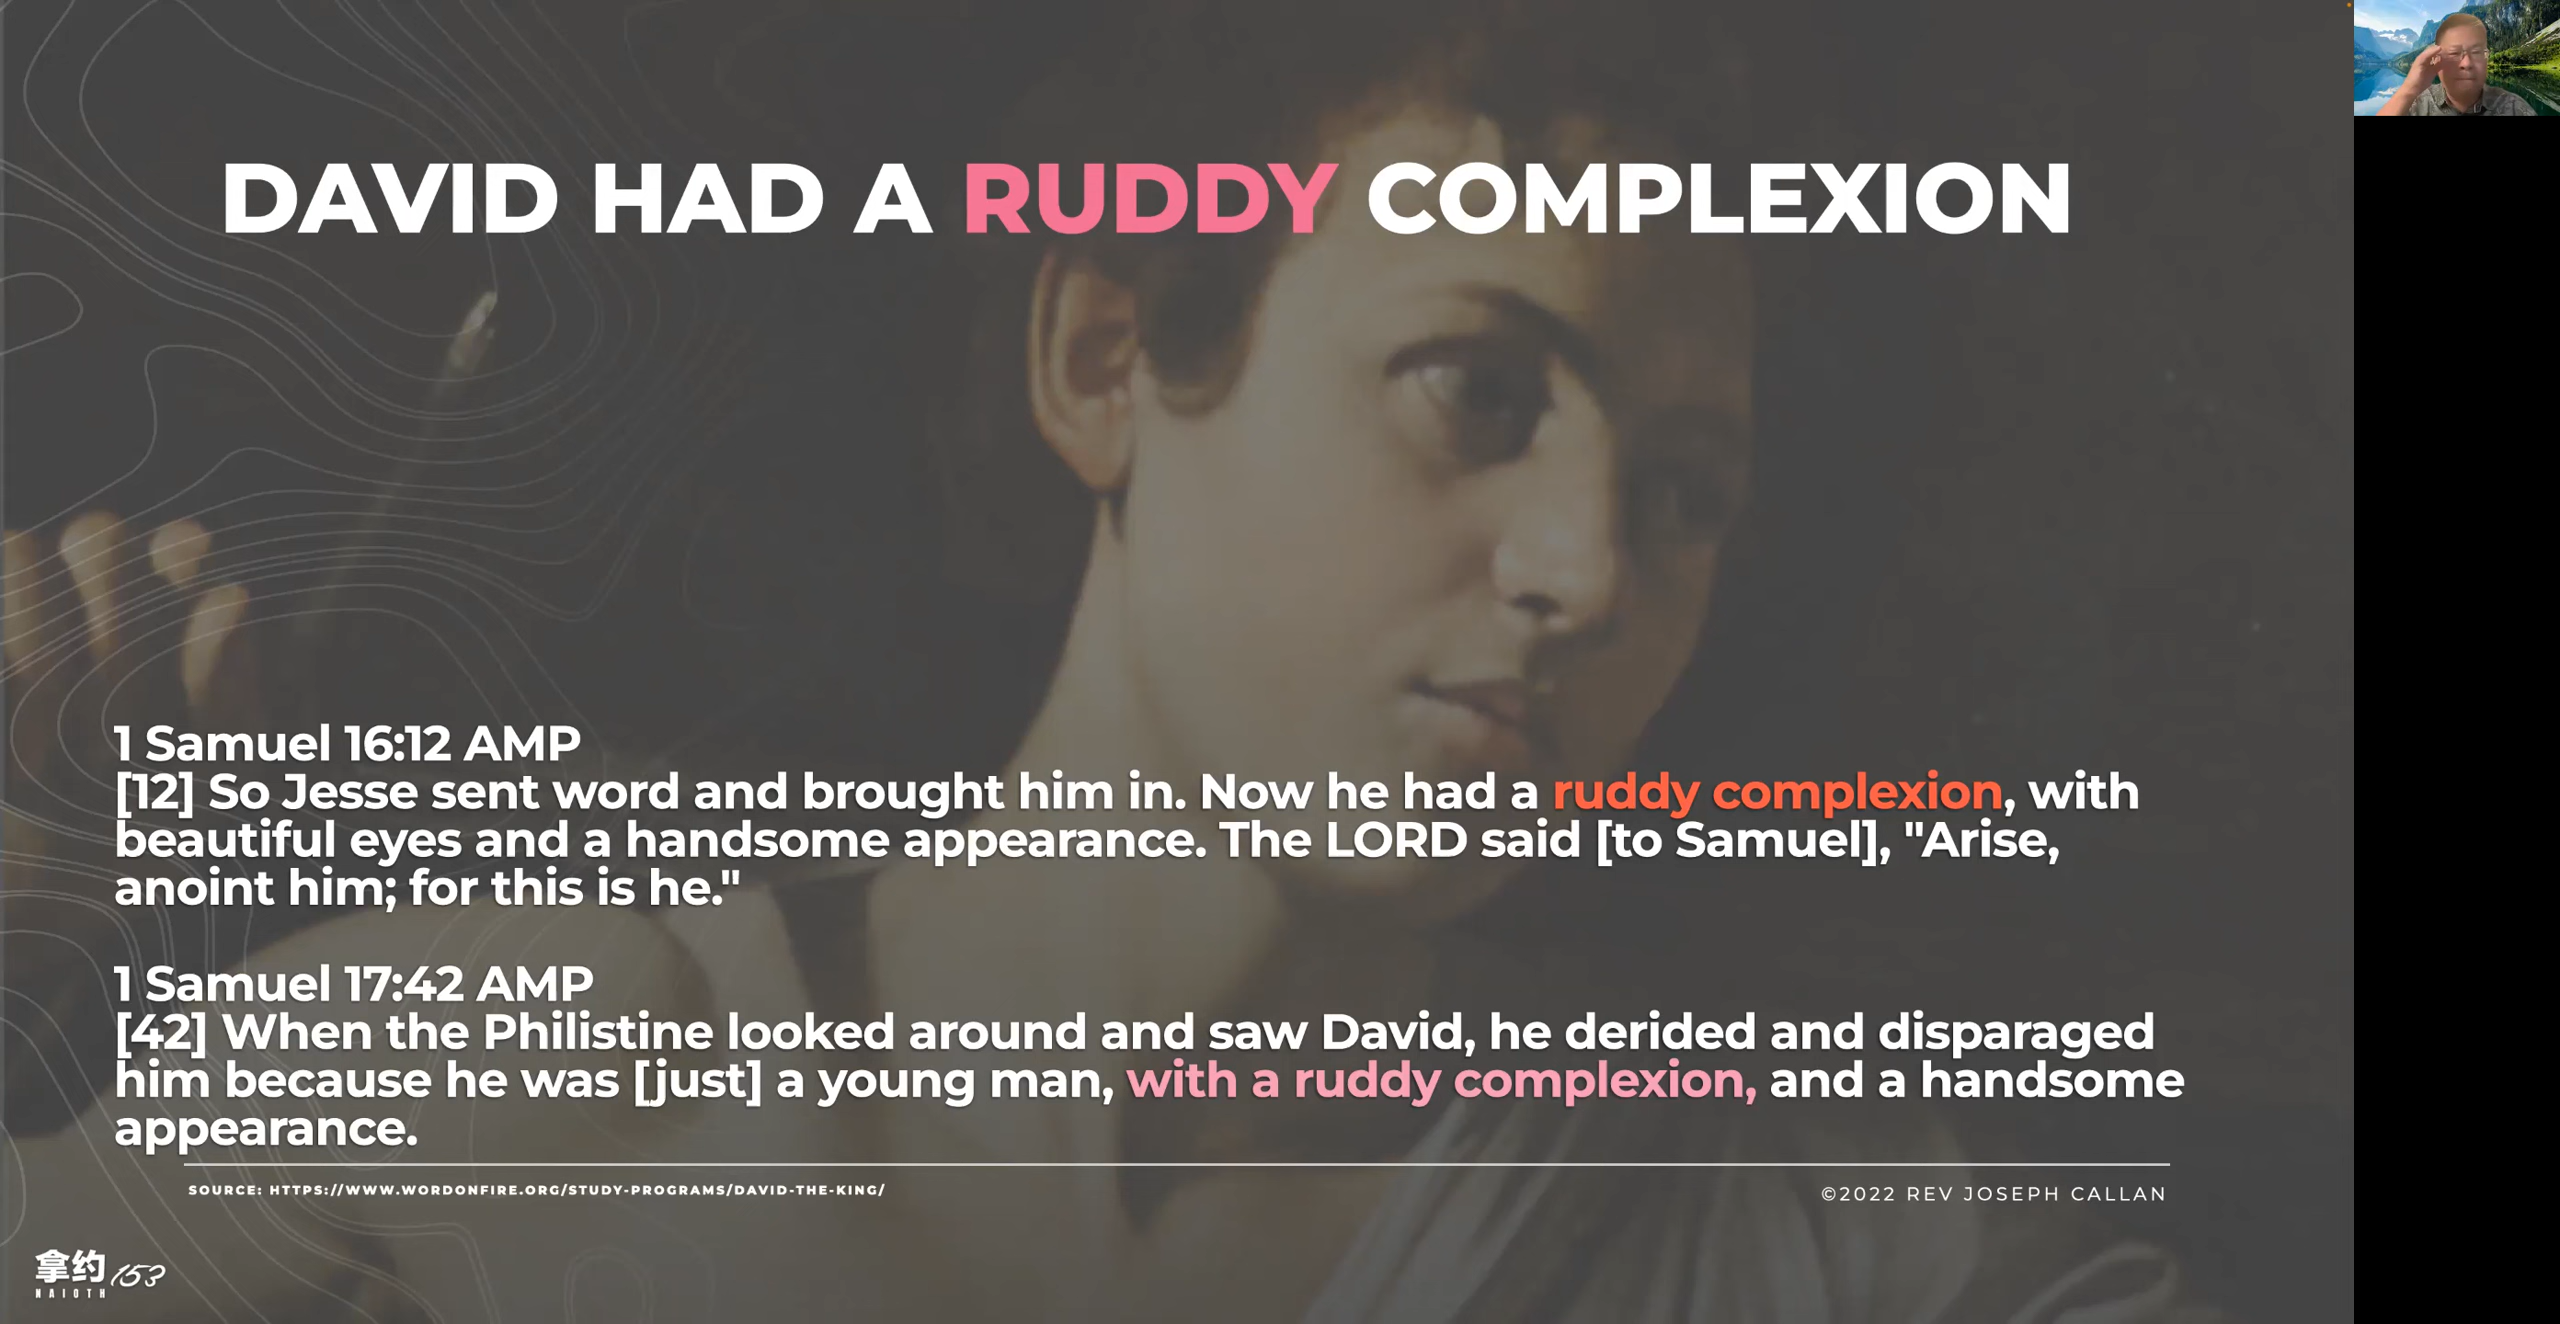 DAVID HAD A RUDDY COMPLEXION
1 Samuel 16:12 AMP
[12] So Jesse sent word and brought him in. Now he had a ruddy complexion, with
beautiful eyes and a handsome appearance. The LORD said [to Samuel], "Arise,
anoint him; for this is he."
1 Samuel 17:42 AMP
[42] When the Philistine looked around and saw David, he derided and disparaged
him because he was [just] a young man, with a ruddy complexion, and a handsome
appearance.
SOURCE: HTTPS://WWW.WORDONFIRE.ORG/STUDY-PROGRAMS/DAVID-THE-KING/
©2022 REV JOSEPH CALLAN
拿约 153
NAIOTH